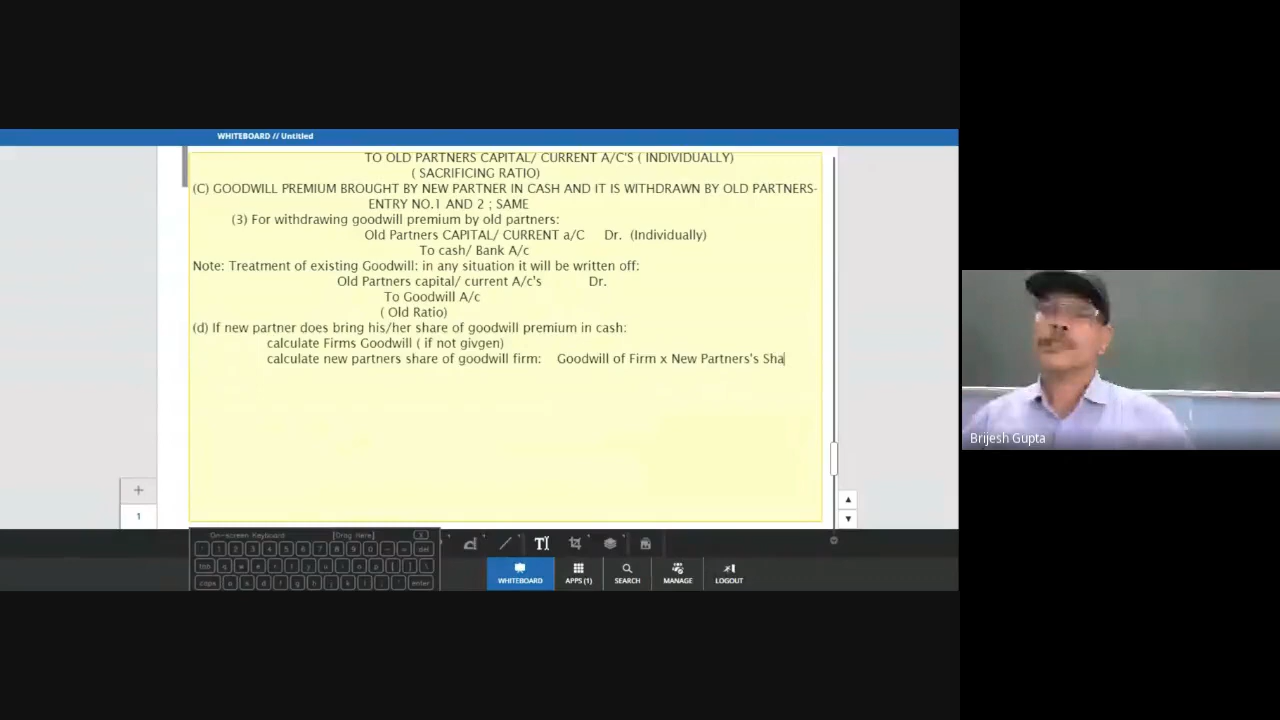 WHITEBOARD // Untitled
TO OLD PARTNERS CAPITAL/ CURRENT A/C'S ( INDIVIDUALLY)
( SACRIFICING RATIO)
(C) GOODWILL PREMIUM BROUGHT BY NEW PARTNER IN CASH AND IT IS WITHDRAWN BY OLD PARTNERS-
ENTRY NO.1 AND 2 ; SAME
(3) For withdrawing goodwill premium by old partners:
Old Partners CAPITAL/ CURRENT a/C Dr. (Individually)
To cash/ Bank A/c
Note: Treatment of existing Goodwill: in any situation it will be written off:
Old Partners capital/ current A/c's Dr.
To Goodwill A/c
( Old Ratio)
(d) If new partner does bring his/her share of goodwill premium in cash:
calculate Firms Goodwill ( if not givgen)
calculate new partners share of goodwill firm: Goodwill of Firm x New Partners's Sha
Brijesh Gupta
1
On-screen Keyboard [Drag Here]
WHITEBOARD APPS (1) SEARCH MANAGE LOGOUT